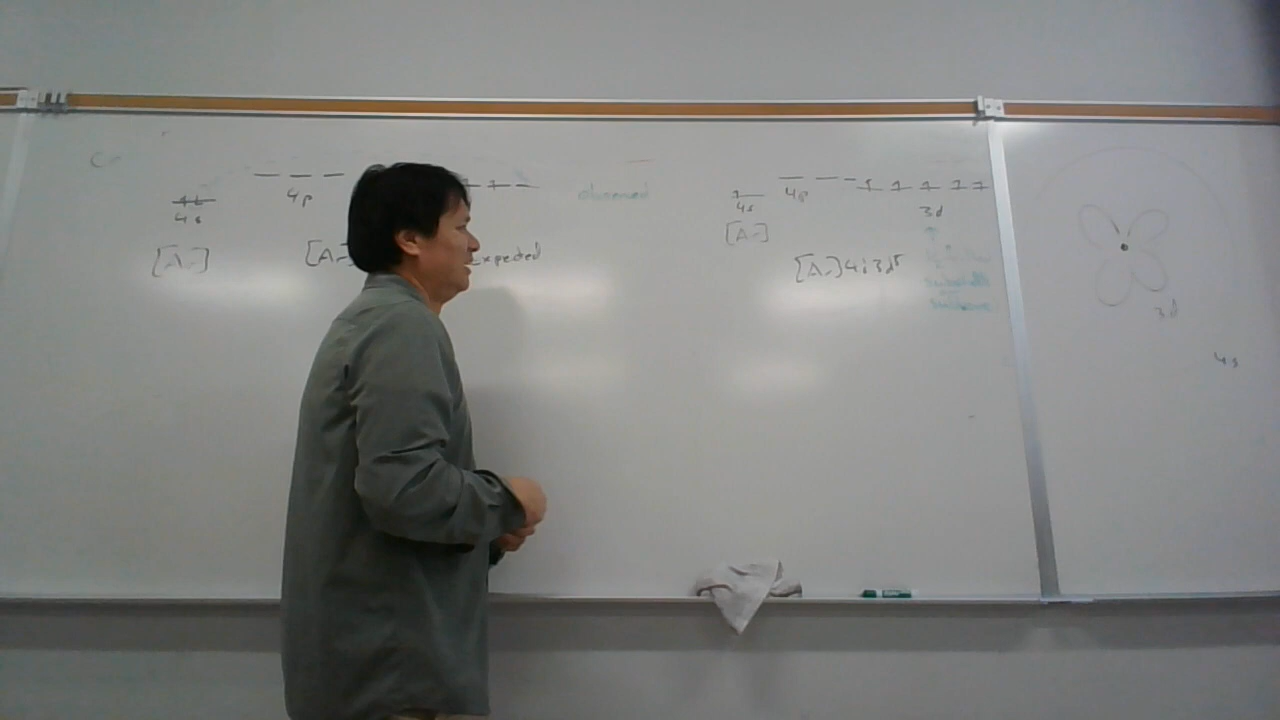 Cr
4s
4p
[Ar]
[Ar
Expected
observed
4s
4p
3d
[Ar]
[Ar]4s¹3d⁵
3d
4s